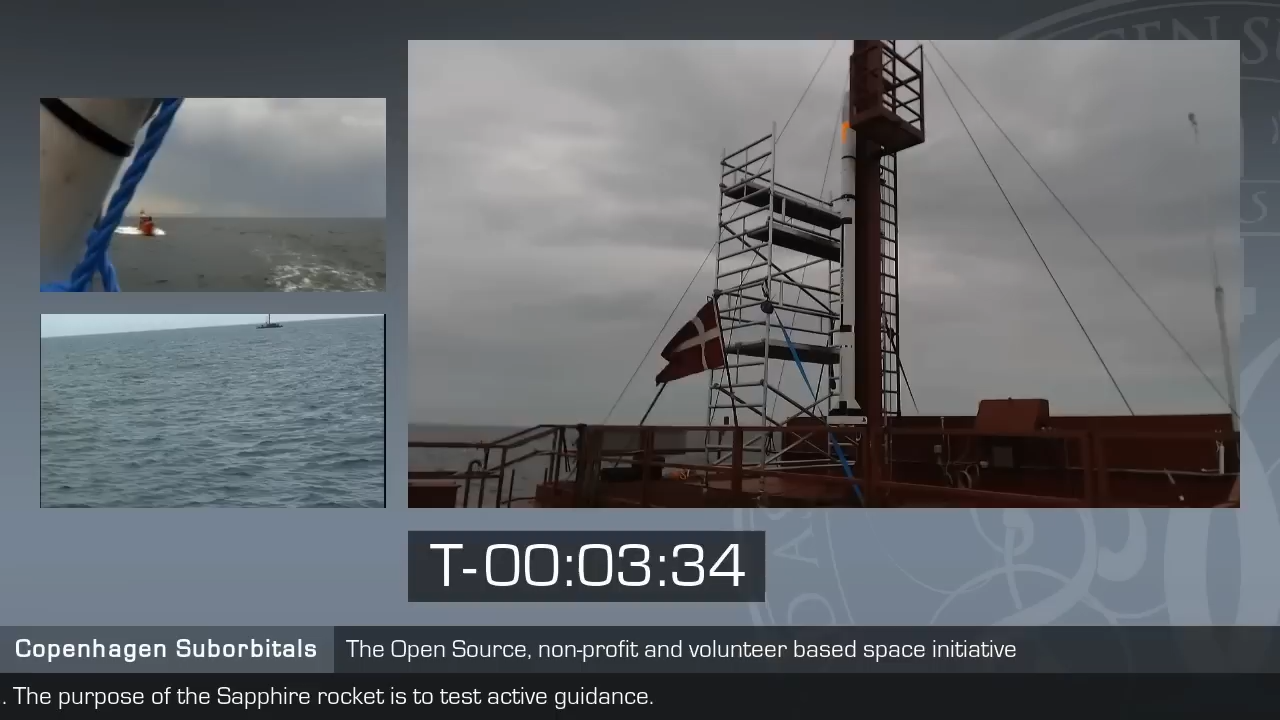 T-00:03:34
Copenhagen Suborbitals
The Open Source, non-profit and volunteer based space initiative
. The purpose of the Sapphire rocket is to test active guidance.